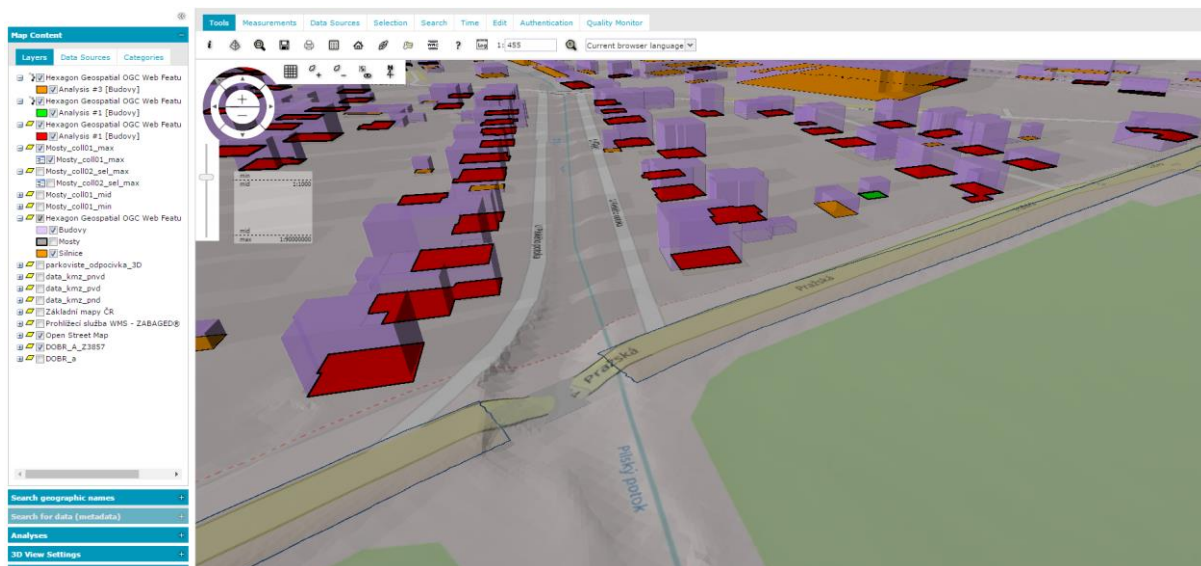 Map Content
Layers Data Sources Categories
Hexagon Geospatial OGC Web Featu
Analysis #3 [Budovy]
Hexagon Geospatial OGC Web Featu
Analysis #1 [Budovy]
Hexagon Geospatial OGC Web Featu
Analysis #1 [Budovy]
Mosty_coll01_max
Mosty_coll01_max
Mosty_coll02_sel_max
Mosty_coll02_sel_max
Mosty_coll01_mid
Mosty_coll01_min
Hexagon Geospatial OGC Web Featu
Budovy
Mosty
Silnice
parkoviste_odpocivka_3D
data_kmz_pnvd
data_kmz_pvd
data_kmz_pnd
Základní mapy ČR
Prohlížecí služba WMS - ZABAGED®
Open Street Map
DOBR_A_Z3857
DOBR_a
Search geographic names +
Search for data (metadata) +
Analyses +
3D View Settings +
Tools Measurements Data Sources Selection Search Time Edit Authentication Quality Monitor
i ? log 1: 455 Current browser language
min
mid 1:1000
mid
max 1:90000000
Pražská
Pražská
Pilský potok